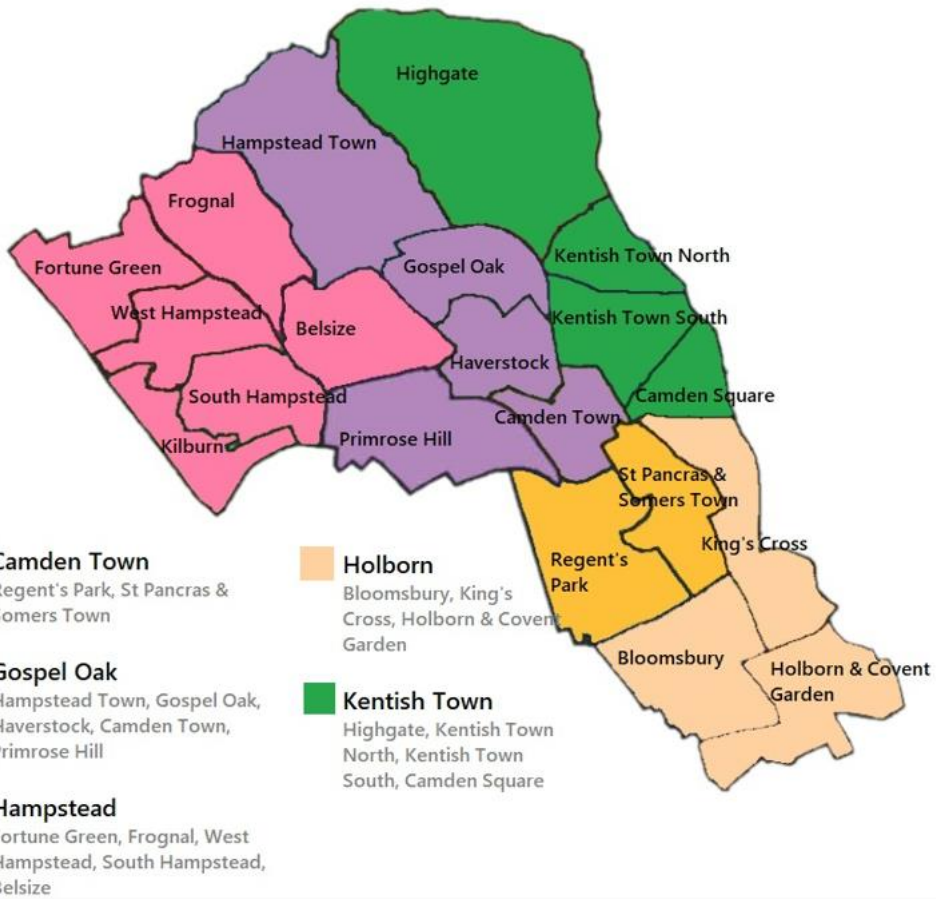 Highgate
Hampstead Town
Frognal
Kentish Town North
Gospel Oak
Fortune Green
West Hampstead
Kentish Town South
Belsize
Haverstock
South Hampstead
Camden Square
Camden Town
Primrose Hill
Kilburn
St Pancras &
Somers Town
King's Cross
Regent's
Park
Bloomsbury
Holborn & Covent
Garden
Camden Town
Regent's Park, St Pancras &
Somers Town
Gospel Oak
Hampstead Town, Gospel Oak,
Haverstock, Camden Town,
Primrose Hill
Hampstead
Fortune Green, Frognal, West
Hampstead, South Hampstead,
Belsize
Holborn
Bloomsbury, King's
Cross, Holborn & Covent
Garden
Kentish Town
Highgate, Kentish Town
North, Kentish Town
South, Camden Square